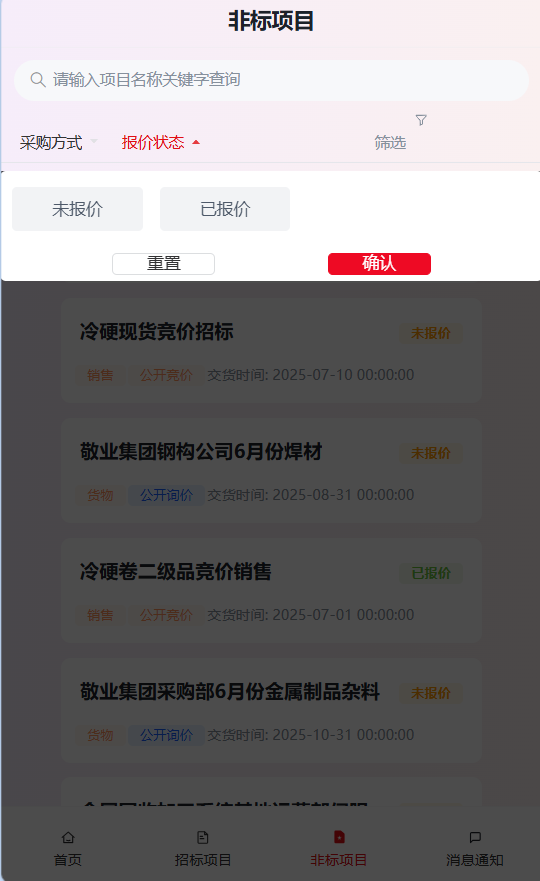 非标项目
请输入项目名称关键字查询
采购方式 报价状态 筛选
未报价 已报价
重置 确认
冷硬现货竞价招标 未报价
销售 公开竞价 交货时间: 2025-07-10 00:00:00
敬业集团钢构公司6月份焊材 未报价
货物 公开询价 交货时间: 2025-08-31 00:00:00
冷硬卷二级品竞价销售 已报价
销售 公开竞价 交货时间: 2025-07-01 00:00:00
敬业集团采购部6月份金属制品杂料 未报价
货物 公开询价 交货时间: 2025-10-31 00:00:00
首页 招标项目 非标项目 消息通知